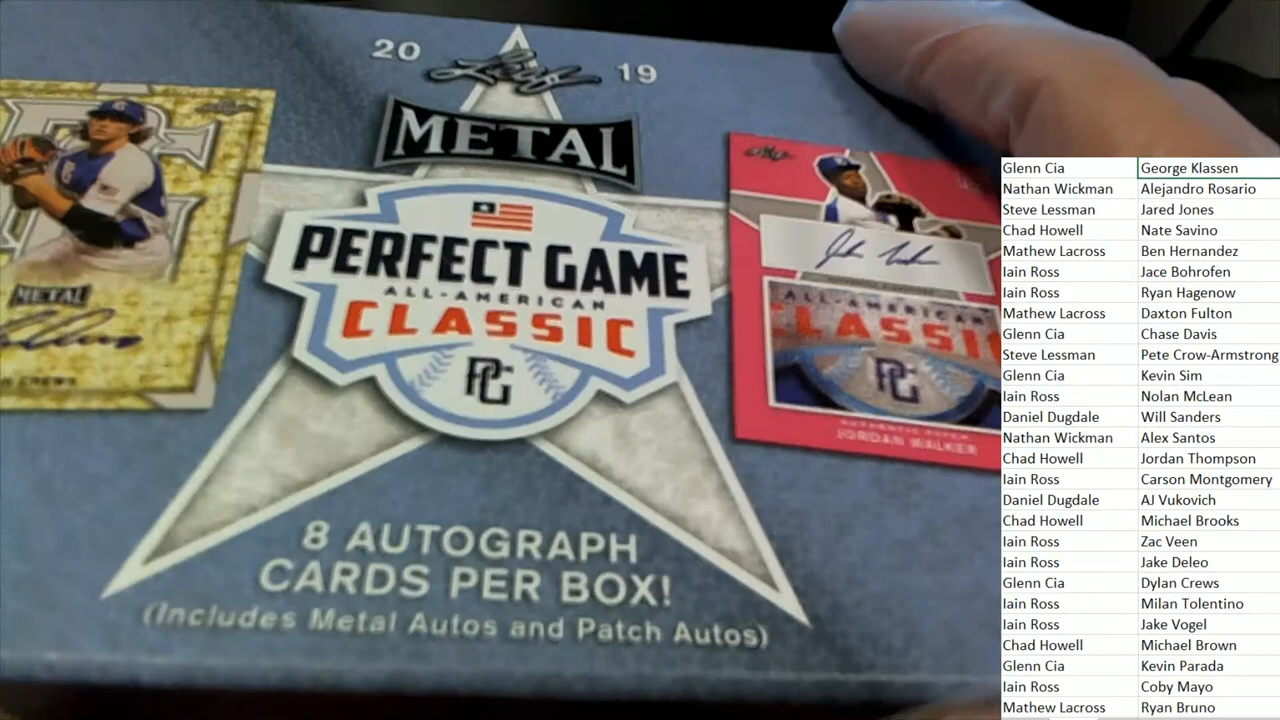 20 Leaf 19
METAL
PERFECT GAME
ALL-AMERICAN
CLASSIC
PG
8 AUTOGRAPH
CARDS PER BOX!
(Includes Metal Autos and Patch Autos)
METAL
CREWS
Leaf
ALL-AMERICAN
CLASSIC
PG
AUTHENTIC PATCH
JORDAN WALKER
Glenn Cia George Klassen
Nathan Wickman Alejandro Rosario
Steve Lessman Jared Jones
Chad Howell Nate Savino
Mathew Lacross Ben Hernandez
Iain Ross Jace Bohrofen
Iain Ross Ryan Hagenow
Mathew Lacross Daxton Fulton
Glenn Cia Chase Davis
Steve Lessman Pete Crow-Armstrong
Glenn Cia Kevin Sim
Iain Ross Nolan McLean
Daniel Dugdale Will Sanders
Nathan Wickman Alex Santos
Chad Howell Jordan Thompson
Iain Ross Carson Montgomery
Daniel Dugdale AJ Vukovich
Chad Howell Michael Brooks
Iain Ross Zac Veen
Iain Ross Jake Deleo
Glenn Cia Dylan Crews
Iain Ross Milan Tolentino
Iain Ross Jake Vogel
Chad Howell Michael Brown
Glenn Cia Kevin Parada
Iain Ross Coby Mayo
Mathew Lacross Ryan Bruno